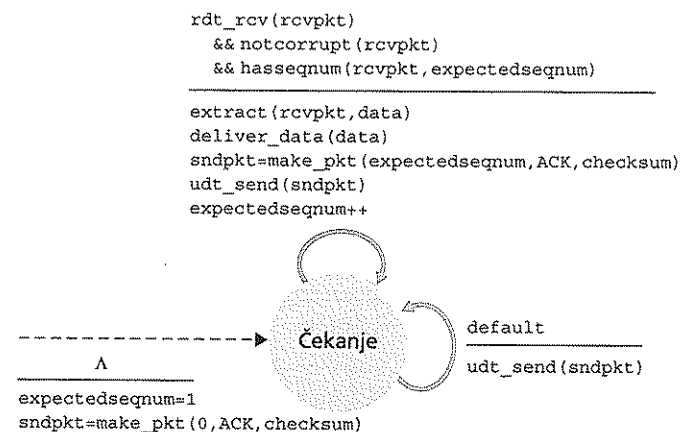 rdt_rcv(rcvpkt)
&& notcorrupt(rcvpkt)
&& hasseqnum(rcvpkt,expectedseqnum)
extract(rcvpkt,data)
deliver_data(data)
sndpkt=make_pkt(expectedseqnum,ACK,checksum)
udt_send(sndpkt)
expectedseqnum++
Čekanje
default
udt_send(sndpkt)
Λ
expectedseqnum=1
sndpkt=make_pkt(0,ACK,checksum)